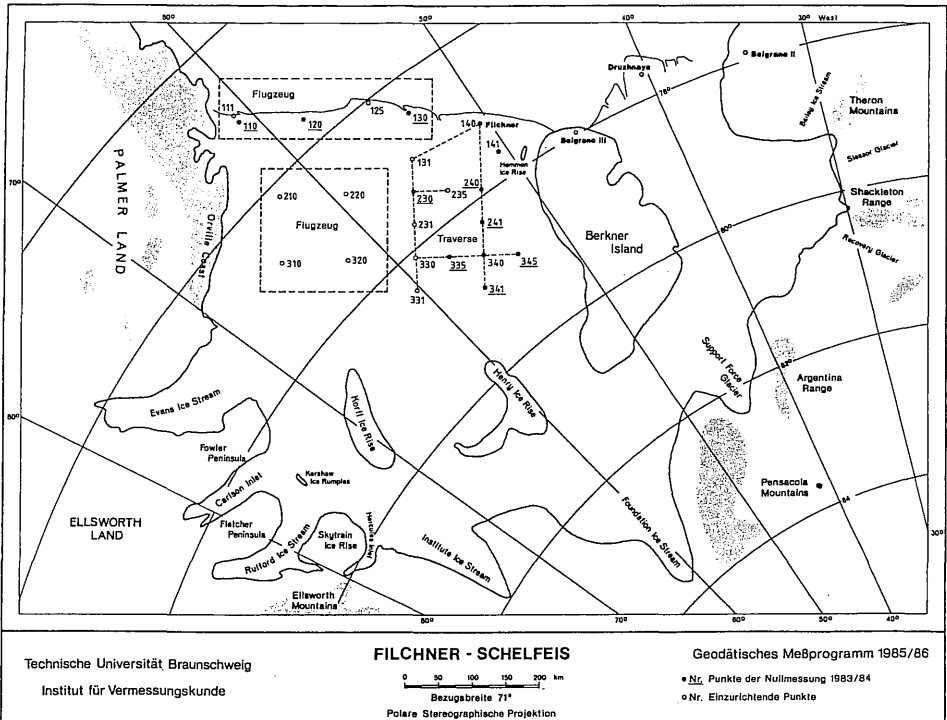 60°
50°
40°
30° West
Belgrano II
Druzhnaya
78°
Bailey Ice Stream
Theron
Mountains
Flugzeug
111
110
120
125
130
140
Filchner
141
Hemmen
Ice Rise
Belgrano III
Slessor Glacier
PALMER LAND
70°
131
210
220
230
235
240
Shackleton
Range
Orville Coast
Flugzeug
231
241
80°
Berkner
Island
Recovery Glacier
Traverse
310
320
330
335
340
345
331
341
Support Force
Glacier
82°
Argentina
Range
Henry Ice Rise
Korff Ice Rise
Evans Ice Stream
60°
Fowler
Peninsula
Kershaw
Ice Rumples
Carlson Inlet
Pensacola
Mountains
84
ELLSWORTH
LAND
Fletcher
Peninsula
Rutford Ice Stream
Skytrain
Ice Rise
Hercules Inlet
Institute Ice Stream
Foundation Ice Stream
30°
Ellsworth
Mountains
80°
70°
50°
40°
Technische Universität Braunschweig
Institut für Vermessungskunde
FILCHNER - SCHELFEIS
0 50 100 150 200 km
Bezugsbreite 71°
Polare Stereographische Projektion
Geodätisches Meßprogramm 1985/86
• Nr. Punkte der Nullmessung 1983/84
o Nr. Einzurichtende Punkte